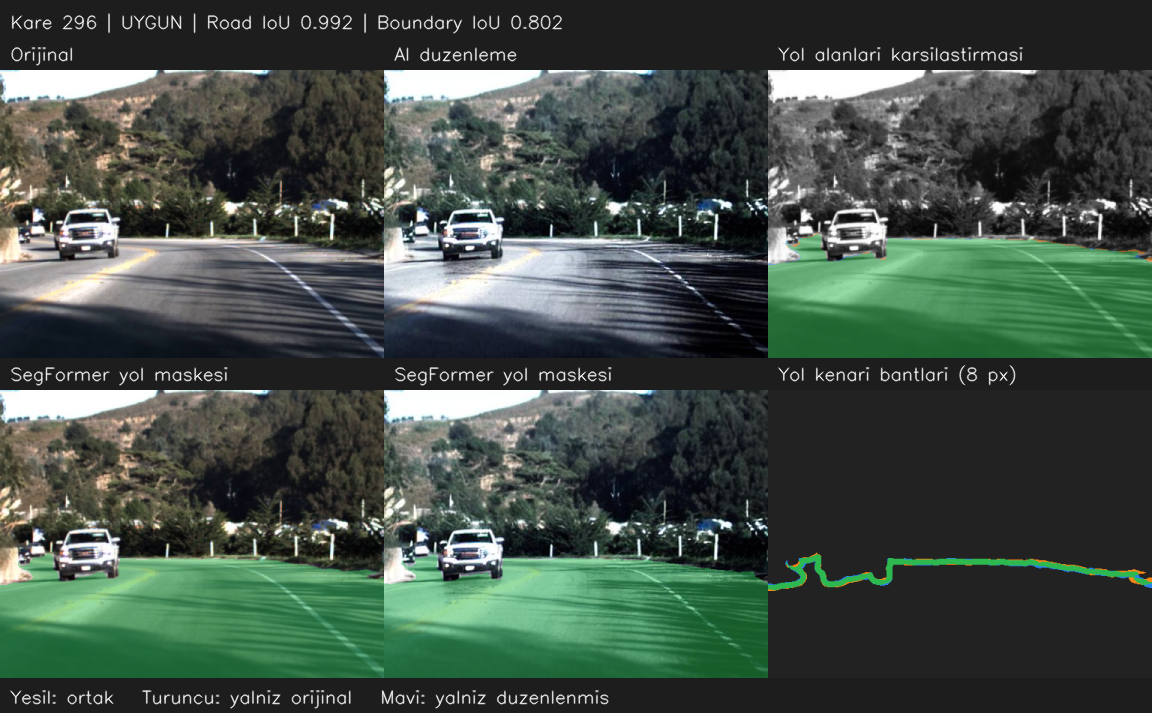 Kare 296 | UYGUN | Road IoU 0.992 | Boundary IoU 0.802
Orijinal
AI duzenleme
Yol alanlari karsilastirmasi
SegFormer yol maskesi
SegFormer yol maskesi
Yol kenari bantlari (8 px)
Yesil: ortak
Turuncu: yalniz orijinal
Mavi: yalniz duzenlenmis